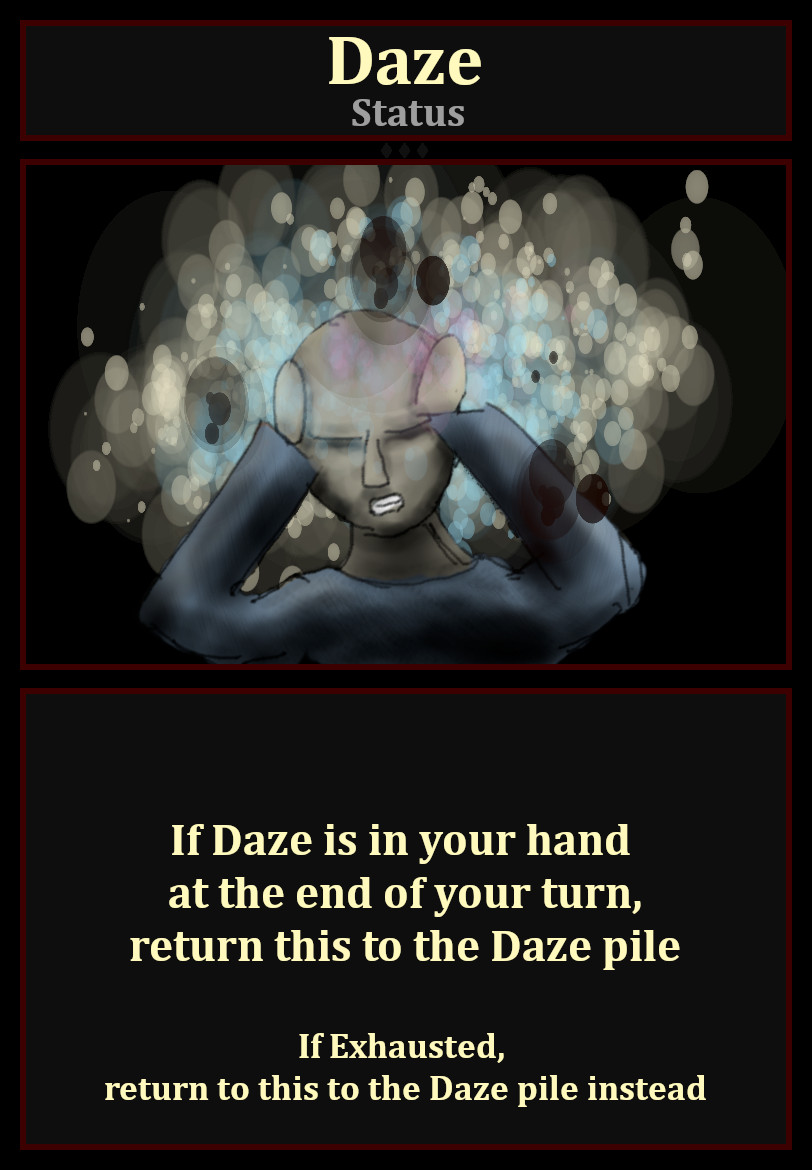 Daze
Status
If Daze is in your hand
at the end of your turn,
return this to the Daze pile
If Exhausted,
return to this to the Daze pile instead